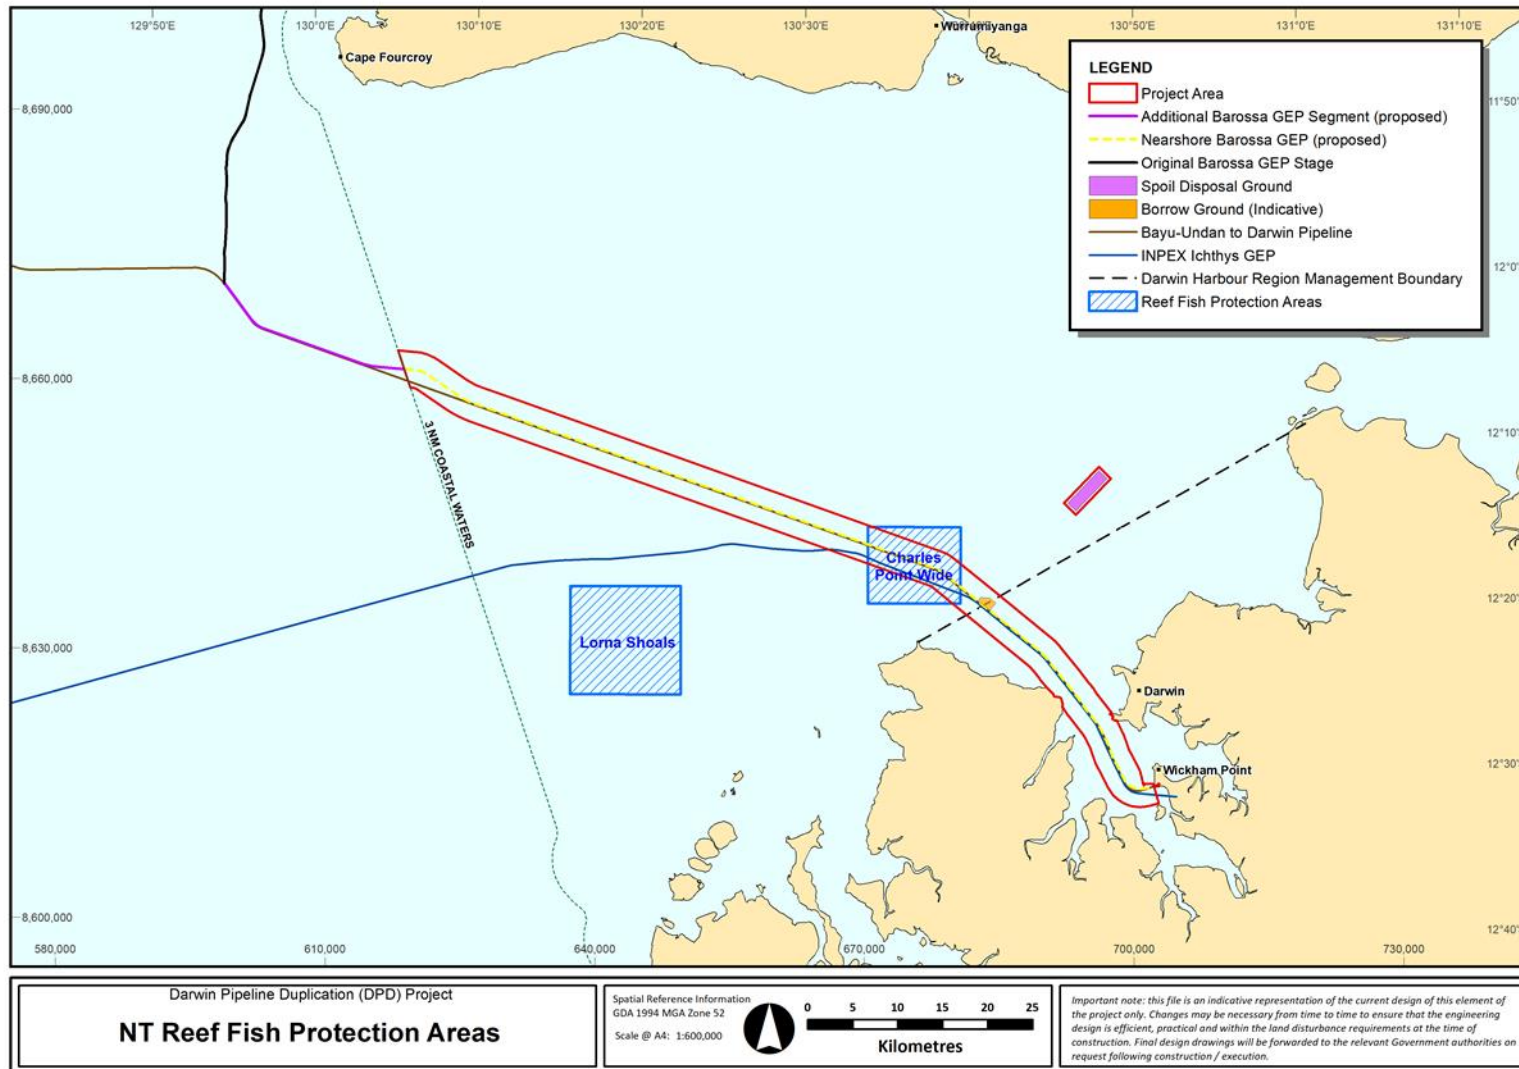 129°50'E
130°0'E
130°10'E
130°20'E
130°30'E
130°50'E
131°0'E
131°10'E
Wurrumiyanga
Cape Fourcroy
LEGEND
Project Area
Additional Barossa GEP Segment (proposed)
Nearshore Barossa GEP (proposed)
Original Barossa GEP Stage
Spoil Disposal Ground
Borrow Ground (Indicative)
Bayu-Undan to Darwin Pipeline
INPEX Ichthys GEP
Darwin Harbour Region Management Boundary
Reef Fish Protection Areas
8,690,000
11°50'
12°0'
8,660,000
3 NM COASTAL WATERS
12°10'
Charles
Point Wide
12°20'
Lorna Shoals
8,630,000
Darwin
Wickham Point
12°30'
8,600,000
12°40'
580,000
610,000
640,000
670,000
700,000
730,000
Darwin Pipeline Duplication (DPD) Project
NT Reef Fish Protection Areas
Spatial Reference Information
GDA 1994 MGA Zone 52
Scale @ A4: 1:600,000
0 5 10 15 20 25
Kilometres
Important note: this file is an indicative representation of the current design of this element of
the project only. Changes may be necessary from time to time to ensure that the engineering
design is efficient, practical and within the land disturbance requirements at the time of
construction. Final design drawings will be forwarded to the relevant Government authorities on
request following construction / execution.